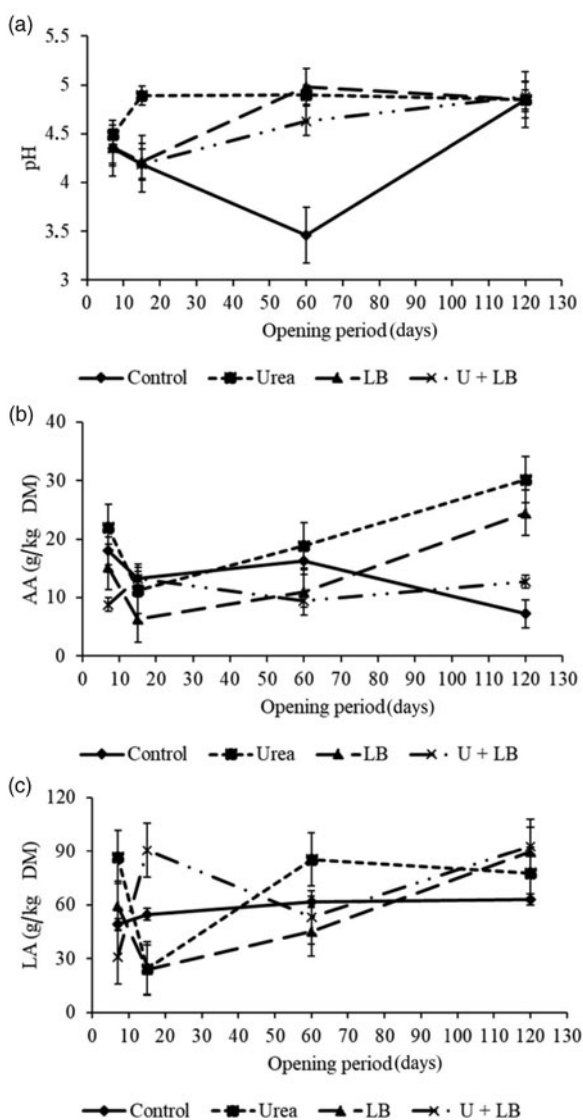 (a)
5.5
5
4.5
4
3.5
3
pH
0 10 20 30 40 50 60 70 80 90 100 110 120 130
Opening period (days)
Control Urea LB U + LB
(b)
40
30
20
10
0
AA (g/kg DM)
0 10 20 30 40 50 60 70 80 90 100 110 120 130
Opening period (days)
Control Urea LB U + LB
(c)
120
90
60
30
0
LA (g/kg DM)
0 10 20 30 40 50 60 70 80 90 100 110 120 130
Opening period (days)
Control Urea LB U + LB